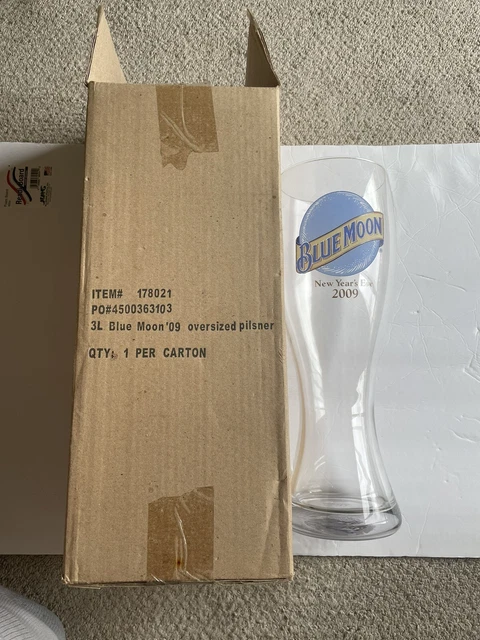 ITEM# 178021
PO#4500363103
3L Blue Moon'09 oversized pilsner
QTY: 1 PER CARTON
BLUE MOON
New Year's Eve
2009